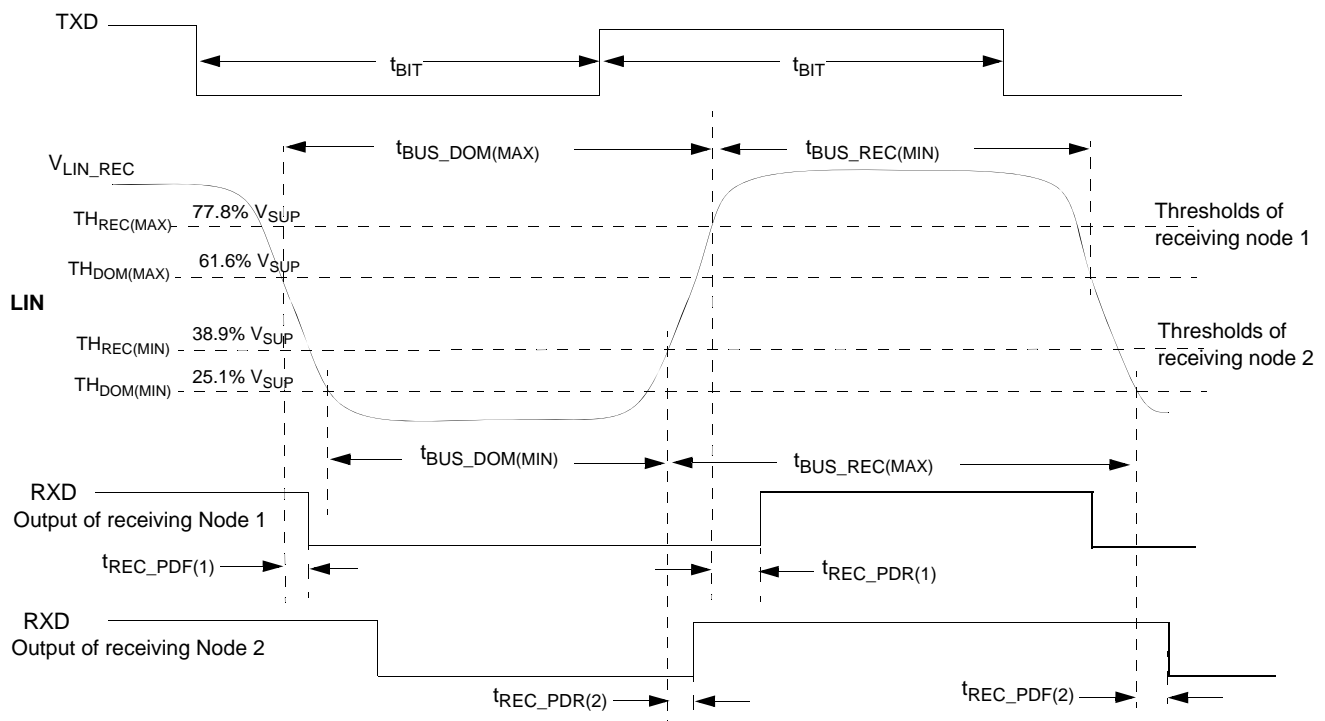 TXD
tBIT
tBIT
tBUS_DOM(MAX)
tBUS_REC(MIN)
VLIN_REC
THREC(MAX) 77.8% VSUP
Thresholds of
receiving node 1
THDOM(MAX) 61.6% VSUP
LIN
THREC(MIN) 38.9% VSUP
Thresholds of
receiving node 2
THDOM(MIN) 25.1% VSUP
tBUS_DOM(MIN)
tBUS_REC(MAX)
RXD
Output of receiving Node 1
tREC_PDF(1)
tREC_PDR(1)
RXD
Output of receiving Node 2
tREC_PDR(2)
tREC_PDF(2)